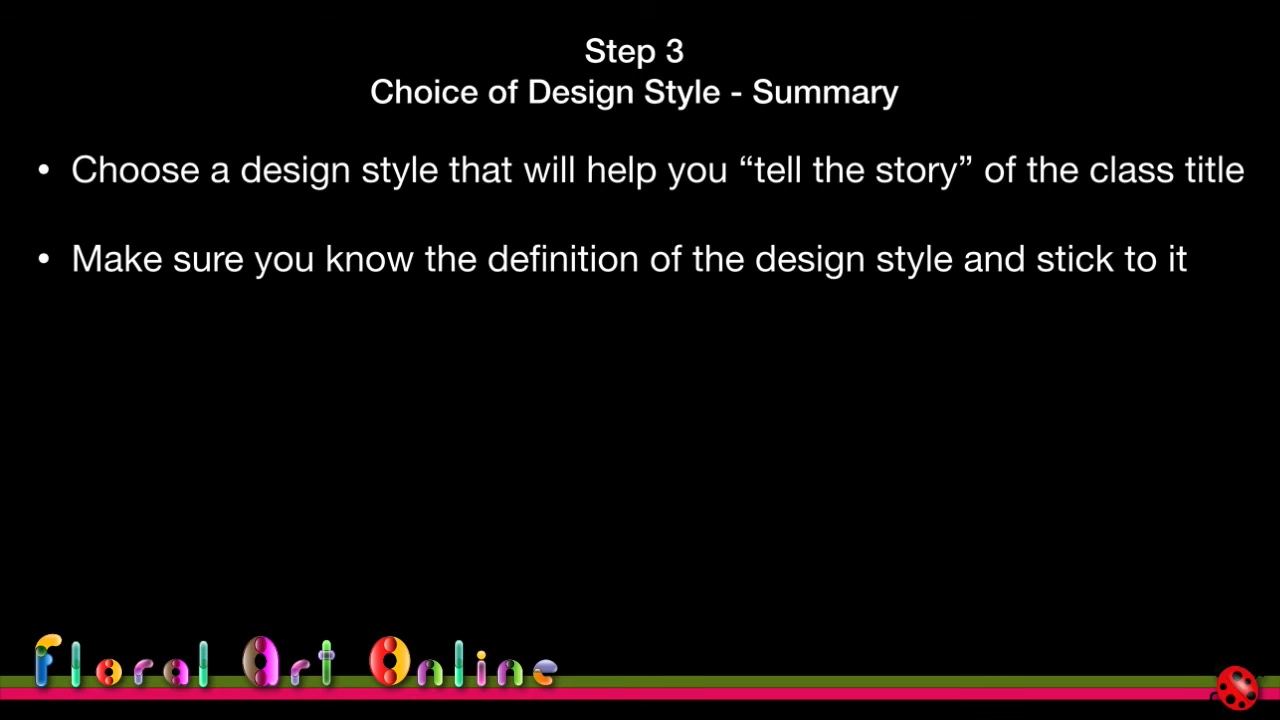 Step 3
Choice of Design Style - Summary
• Choose a design style that will help you “tell the story” of the class title
• Make sure you know the definition of the design style and stick to it
Floral Art Online